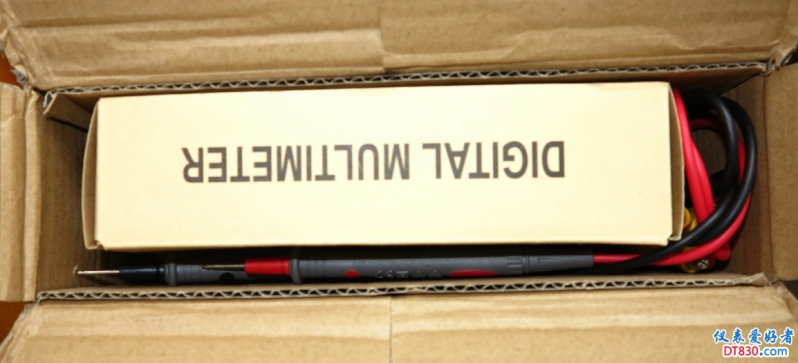 DIGITAL MULTIMETER
仪表爱好者
DT830.com